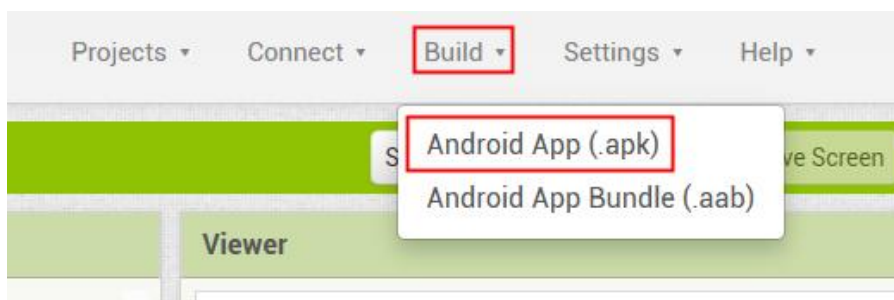 Projects ▾ Connect ▾ Build ▾ Settings ▾ Help ▾
Android App (.apk)
S ve Screen
Android App Bundle (.aab)
Viewer